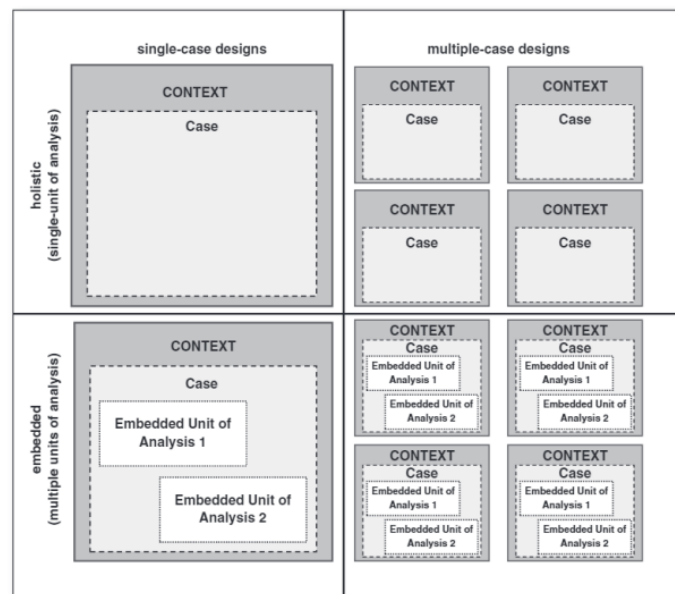 single-case designs
multiple-case designs
holistic
(single-unit of analysis)
CONTEXT
Case
CONTEXT
Case
CONTEXT
Case
CONTEXT
Case
CONTEXT
Case
embedded
(multiple units of analysis)
CONTEXT
Case
Embedded Unit of
Analysis 1
Embedded Unit of
Analysis 2
CONTEXT
Case
Embedded Unit of
Analysis 1
Embedded Unit of
Analysis 2
CONTEXT
Case
Embedded Unit of
Analysis 1
Embedded Unit of
Analysis 2
CONTEXT
Case
Embedded Unit of
Analysis 1
Embedded Unit of
Analysis 2
CONTEXT
Case
Embedded Unit of
Analysis 1
Embedded Unit of
Analysis 2